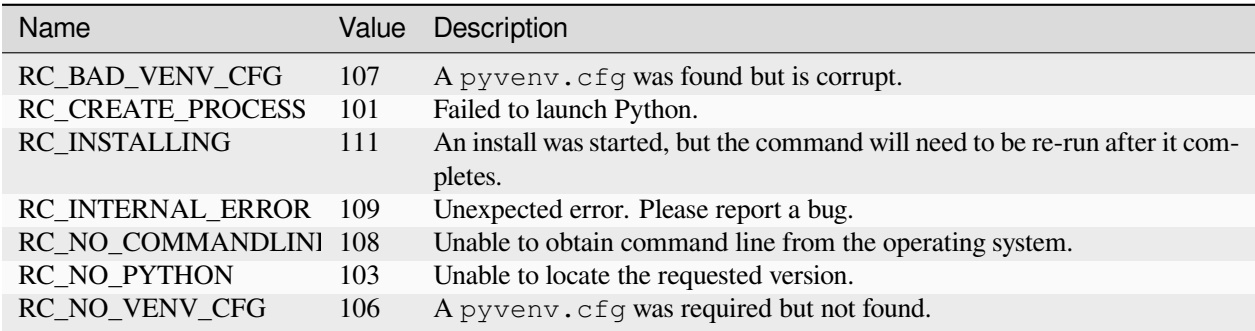 Name Value Description
RC_BAD_VENV_CFG 107 A pyvenv.cfg was found but is corrupt.
RC_CREATE_PROCESS 101 Failed to launch Python.
RC_INSTALLING 111 An install was started, but the command will need to be re-run after it com-
pletes.
RC_INTERNAL_ERROR 109 Unexpected error. Please report a bug.
RC_NO_COMMANDLINI 108 Unable to obtain command line from the operating system.
RC_NO_PYTHON 103 Unable to locate the requested version.
RC_NO_VENV_CFG 106 A pyvenv.cfg was required but not found.